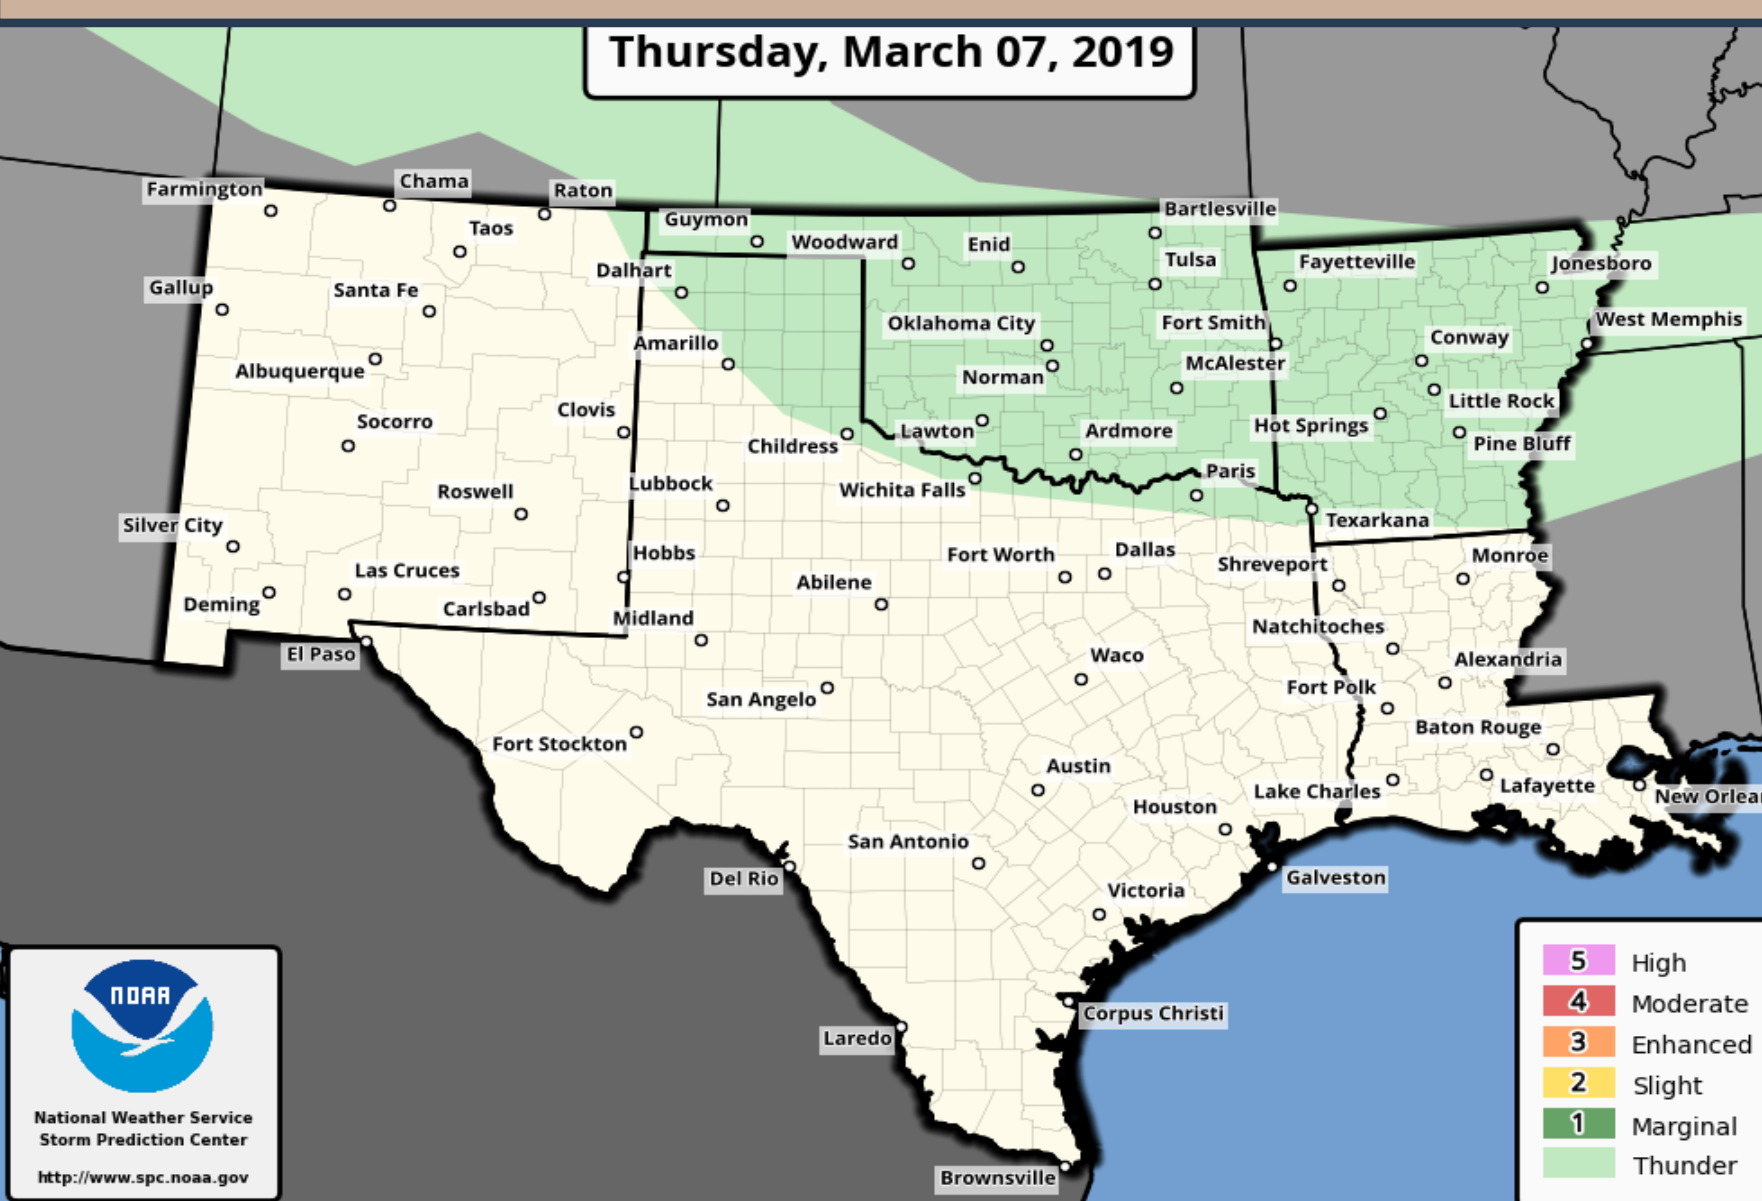 Thursday, March 07, 2019
Farmington
Chama
Raton
Taos
Guymon
Woodward
Enid
Bartlesville
Tulsa
Fayetteville
Jonesboro
Gallup
Santa Fe
Dalhart
Oklahoma City
Fort Smith
West Memphis
Albuquerque
Amarillo
Norman
McAlester
Conway
Little Rock
Socorro
Clovis
Childress
Lawton
Ardmore
Hot Springs
Pine Bluff
Roswell
Lubbock
Wichita Falls
Paris
Texarkana
Silver City
Hobbs
Fort Worth
Dallas
Shreveport
Monroe
Las Cruces
Deming
Carlsbad
Midland
Abilene
Natchitoches
El Paso
Waco
Alexandria
San Angelo
Fort Polk
Fort Stockton
Baton Rouge
Austin
Lake Charles
Lafayette
New Orlea
Houston
San Antonio
Del Rio
Galveston
Victoria
Corpus Christi
Laredo
Brownsville
NOAA
National Weather Service
Storm Prediction Center
http://www.spc.noaa.gov
5 High
4 Moderate
3 Enhanced
2 Slight
1 Marginal
Thunder